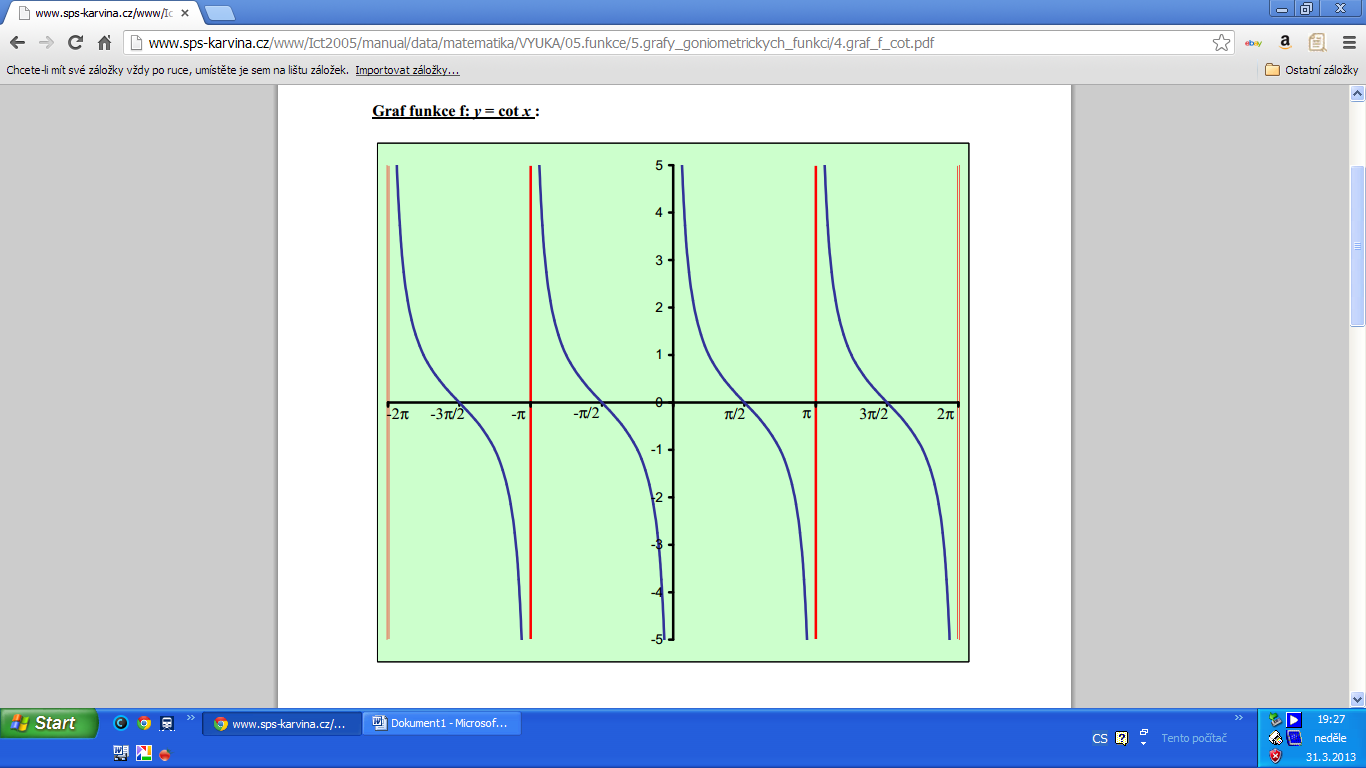 www.sps-karvina.cz/www/Ic
www.sps-karvina.cz/www/Ict2005/manual/data/matematika/VYUKA/05.funkce/5.grafy_goniometrickych_funkci/4.graf_f_cot.pdf
ebay
a
Chcete-li mít své záložky vždy po ruce, umístěte je sem na lištu záložek. Importovat záložky...
Ostatní záložky
Graf funkce f: y = cot x :
5
4
3
2
1
0
-2π -3π/2 -π -π/2 π/2 π 3π/2 2π
-1
-2
-3
-4
-5
Start
www.sps-karvina.cz/...
Dokument1 - Microsof...
CS
Tento počítač
19:27
neděle
31.3.2013